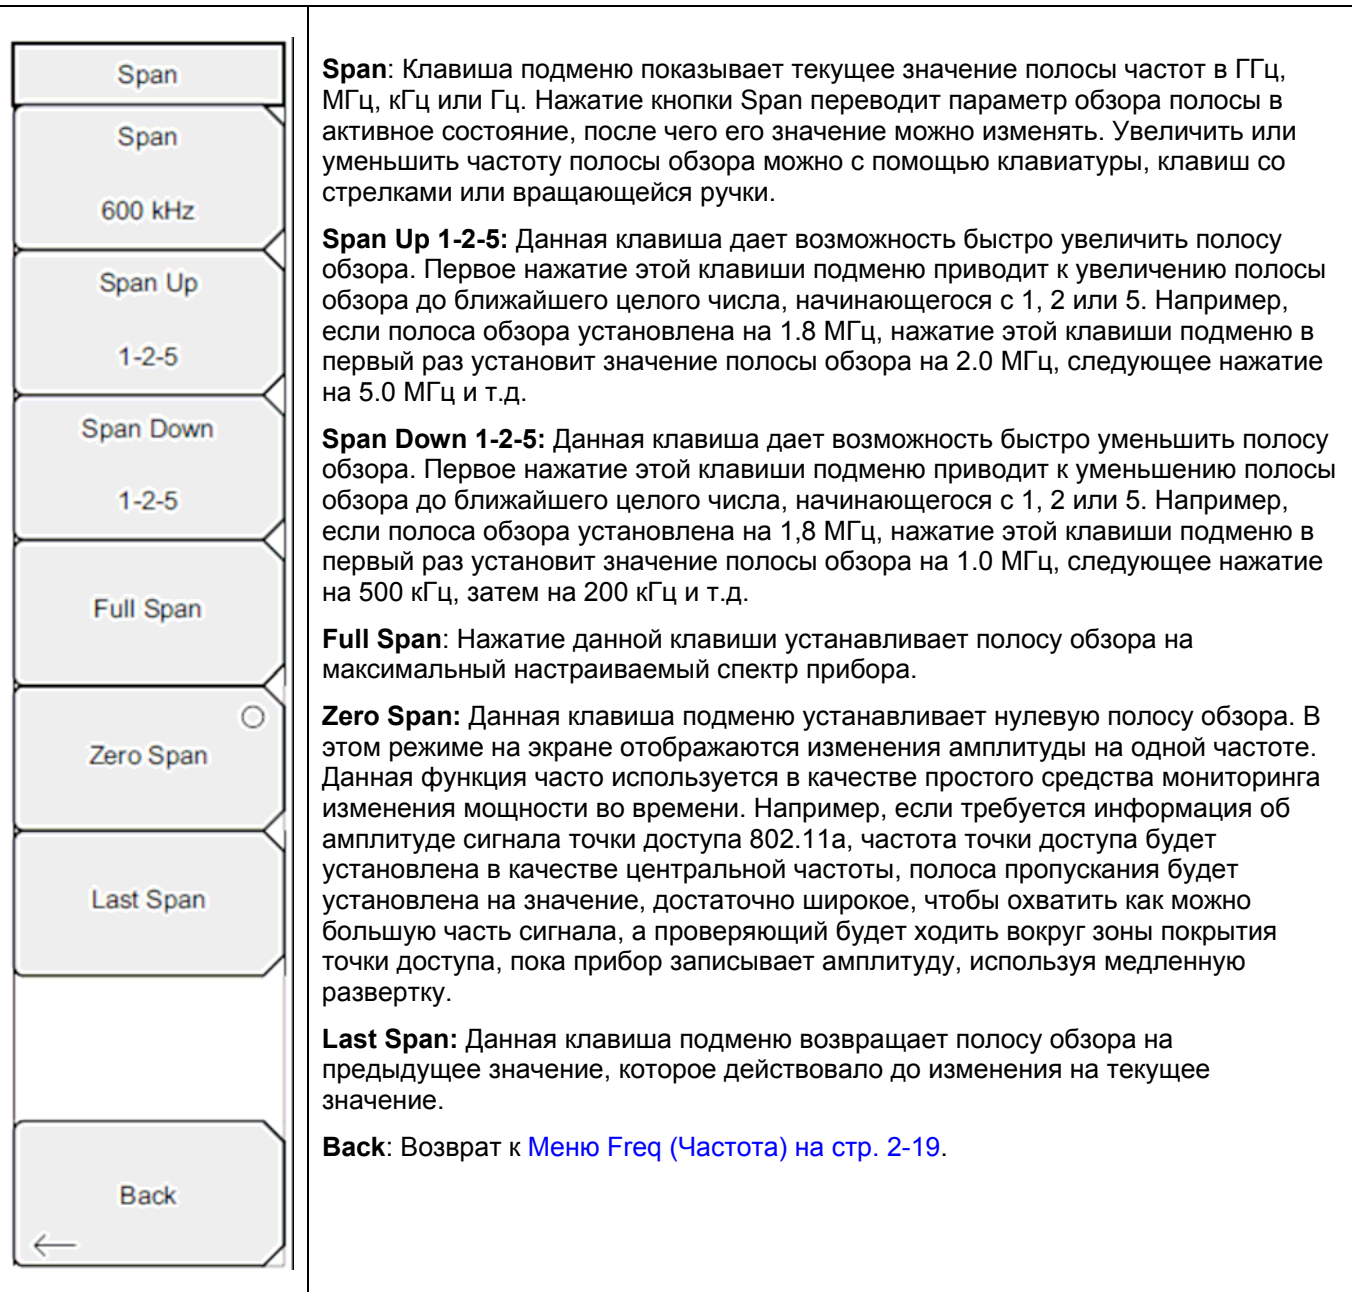 Span
Span
600 kHz
Span Up
1-2-5
Span Down
1-2-5
Full Span
Zero Span
Last Span
Back
Span: Клавиша подменю показывает текущее значение полосы частот в ГГц,
МГц, кГц или Гц. Нажатие кнопки Span переводит параметр обзора полосы в
активное состояние, после чего его значение можно изменять. Увеличить или
уменьшить частоту полосы обзора можно с помощью клавиатуры, клавиш со
стрелками или вращающейся ручки.
Span Up 1-2-5: Данная клавиша дает возможность быстро увеличить полосу
обзора. Первое нажатие этой клавиши подменю приводит к увеличению полосы
обзора до ближайшего целого числа, начинающегося с 1, 2 или 5. Например,
если полоса обзора установлена на 1.8 МГц, нажатие этой клавиши подменю в
первый раз установит значение полосы обзора на 2.0 МГц, следующее нажатие
на 5.0 МГц и т.д.
Span Down 1-2-5: Данная клавиша дает возможность быстро уменьшить полосу
обзора. Первое нажатие этой клавиши подменю приводит к уменьшению полосы
обзора до ближайшего целого числа, начинающегося с 1, 2 или 5. Например,
если полоса обзора установлена на 1,8 МГц, нажатие этой клавиши подменю в
первый раз установит значение полосы обзора на 1.0 МГц, следующее нажатие
на 500 кГц, затем на 200 кГц и т.д.
Full Span: Нажатие данной клавиши устанавливает полосу обзора на
максимальный настраиваемый спектр прибора.
Zero Span: Данная клавиша подменю устанавливает нулевую полосу обзора. В
этом режиме на экране отображаются изменения амплитуды на одной частоте.
Данная функция часто используется в качестве простого средства мониторинга
изменения мощности во времени. Например, если требуется информация об
амплитуде сигнала точки доступа 802.11a, частота точки доступа будет
установлена в качестве центральной частоты, полоса пропускания будет
установлена на значение, достаточно широкое, чтобы охватить как можно
большую часть сигнала, а проверяющий будет ходить вокруг зоны покрытия
точки доступа, пока прибор записывает амплитуду, используя медленную
развертку.
Last Span: Данная клавиша подменю возвращает полосу обзора на
предыдущее значение, которое действовало до изменения на текущее
значение.
Back: Возврат к Меню Freq (Частота) на стр. 2-19.